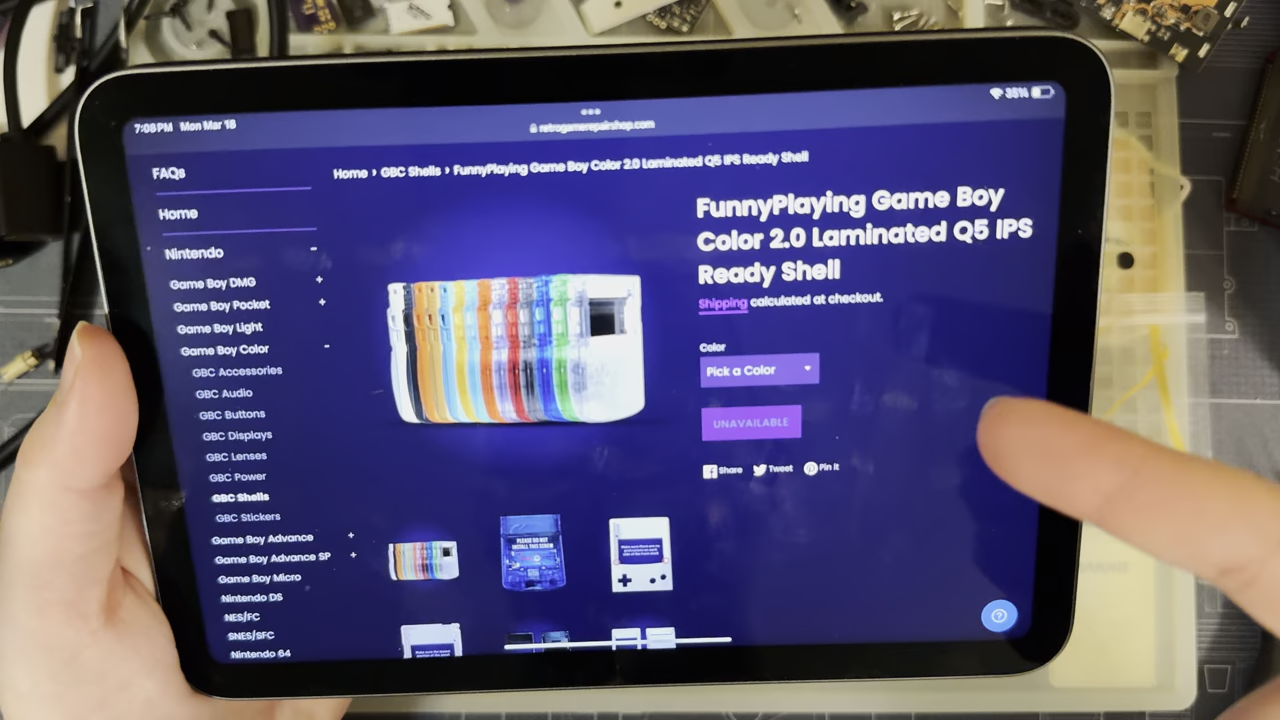 7:08 PM Mon Mar 18
retrogamerepairshop.com
35%
FAQs
Home
Nintendo -
Game Boy DMG +
Game Boy Pocket +
Game Boy Light
Game Boy Color -
GBC Accessories
GBC Audio
GBC Buttons
GBC Displays
GBC Lenses
GBC Power
GBC Shells
GBC Stickers
Game Boy Advance +
Game Boy Advance SP +
Game Boy Micro
Nintendo DS
NES/FC
SNES/SFC
Nintendo 64
Home › GBC Shells › FunnyPlaying Game Boy Color 2.0 Laminated Q5 IPS Ready Shell
FunnyPlaying Game Boy
Color 2.0 Laminated Q5 IPS
Ready Shell
Shipping calculated at checkout.
Color
Pick a Color
UNAVAILABLE
Share Tweet Pin it
PLEASE DO NOT
INSTALL THIS SCREW